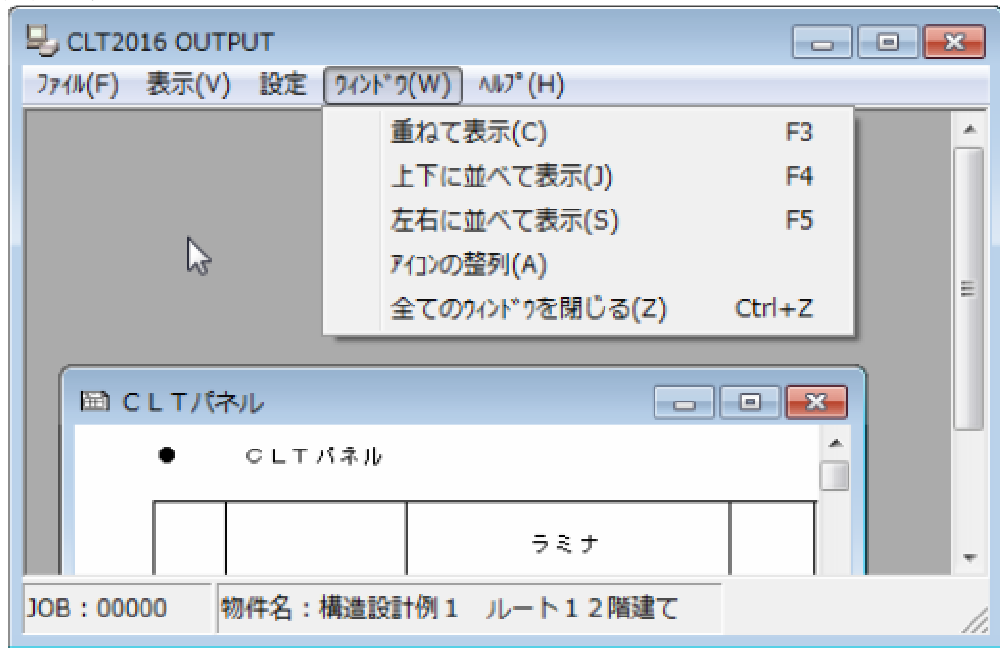 CLT2016 OUTPUT
ﾌｧｲﾙ(F) 表示(V) 設定 ｳｨﾝﾄﾞｳ(W) ﾍﾙﾌﾟ(H)
重ねて表示(C) F3
上下に並べて表示(J) F4
左右に並べて表示(S) F5
ｱｲｺﾝの整列(A)
全てのｳｨﾝﾄﾞｳを閉じる(Z) Ctrl+Z
ＣＬＴパネル
● ＣＬＴパネル
ラミナ
JOB : 00000 物件名 : 構造設計例１ ルート１２階建て